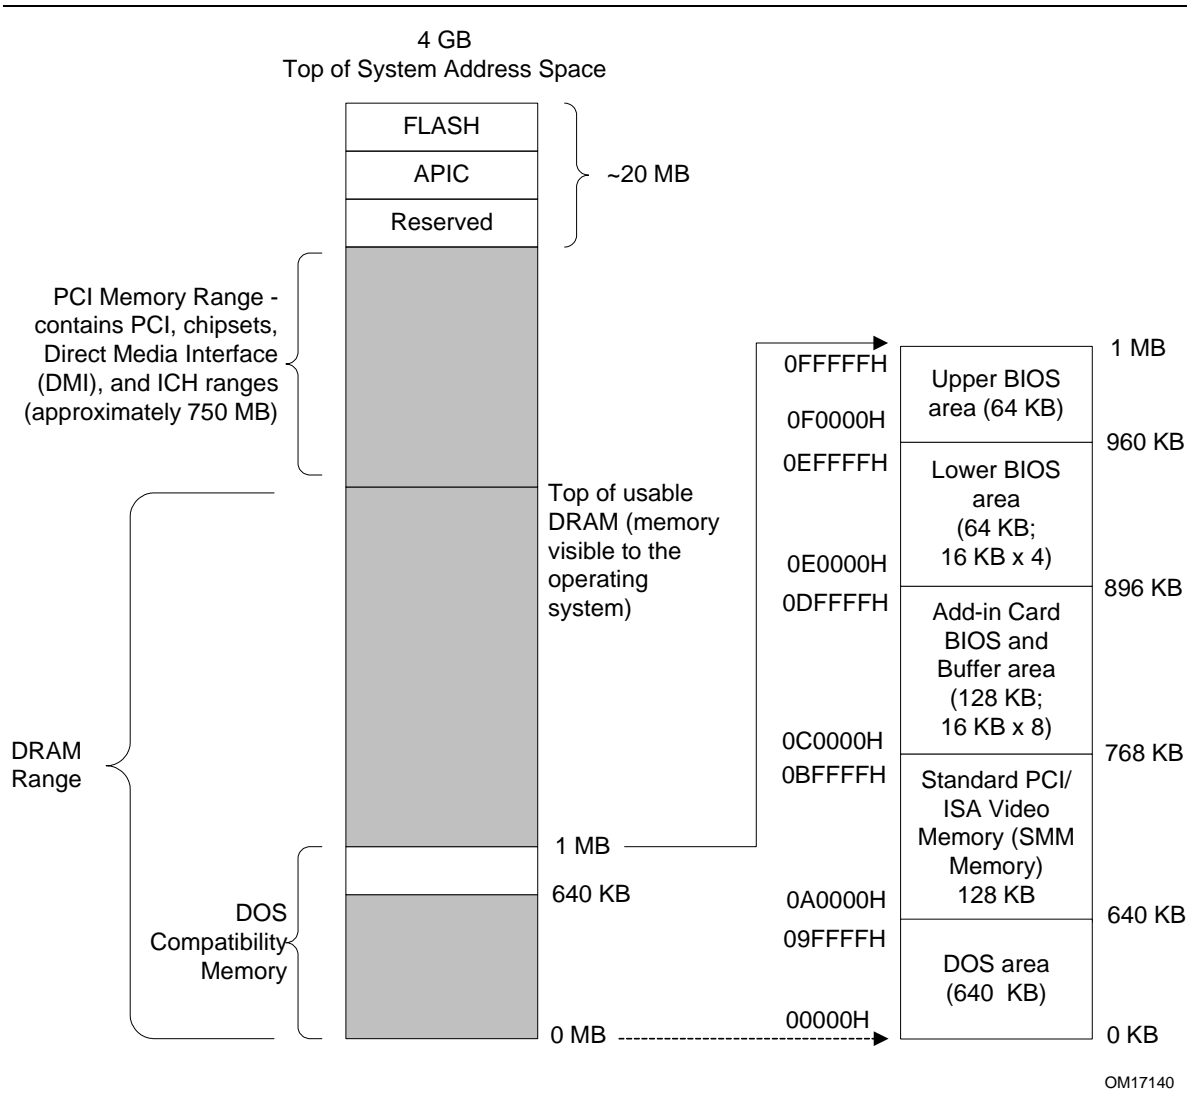 4 GB
Top of System Address Space
FLASH
APIC
Reserved
~20 MB
PCI Memory Range -
contains PCI, chipsets,
Direct Media Interface
(DMI), and ICH ranges
(approximately 750 MB)
Top of usable
DRAM (memory
visible to the
operating
system)
DRAM
Range
1 MB
640 KB
DOS
Compatibility
Memory
0 MB
0FFFFFH
0F0000H
0EFFFFH
0E0000H
0DFFFFH
0C0000H
0BFFFFH
0A0000H
09FFFFH
00000H
Upper BIOS
area (64 KB)
Lower BIOS
area
(64 KB;
16 KB x 4)
Add-in Card
BIOS and
Buffer area
(128 KB;
16 KB x 8)
Standard PCI/
ISA Video
Memory (SMM
Memory)
128 KB
DOS area
(640  KB)
1 MB
960 KB
896 KB
768 KB
640 KB
0 KB
OM17140